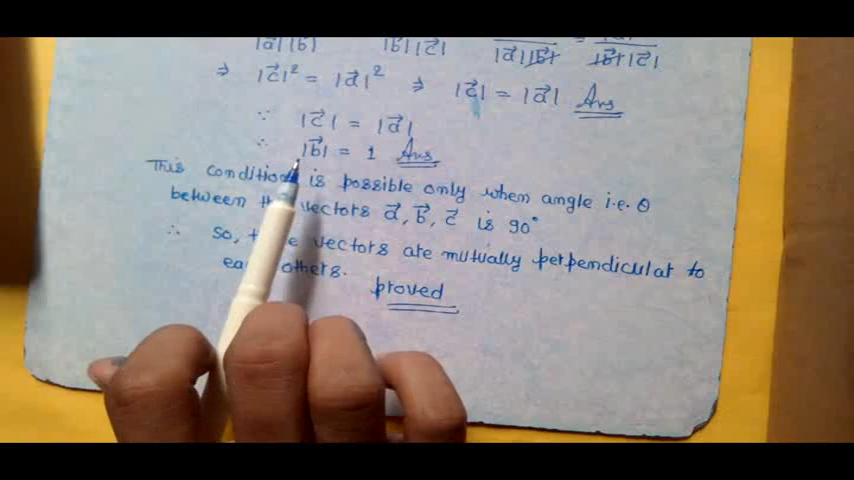 |a⃗||b⃗| |b⃗||c⃗| |a⃗||b⃗| = |b⃗||c⃗|
⇒ |c⃗|² = |a⃗|² ⇒ |c⃗| = |a⃗| Ans
∵ |c⃗| = |a⃗|
∴ |b⃗| = 1 Ans
This condition is possible only when angle i.e. θ
between the vectors a⃗, b⃗, c⃗ is 90°
∴ so, vectors are mutually perpendicular to
each others.
proved